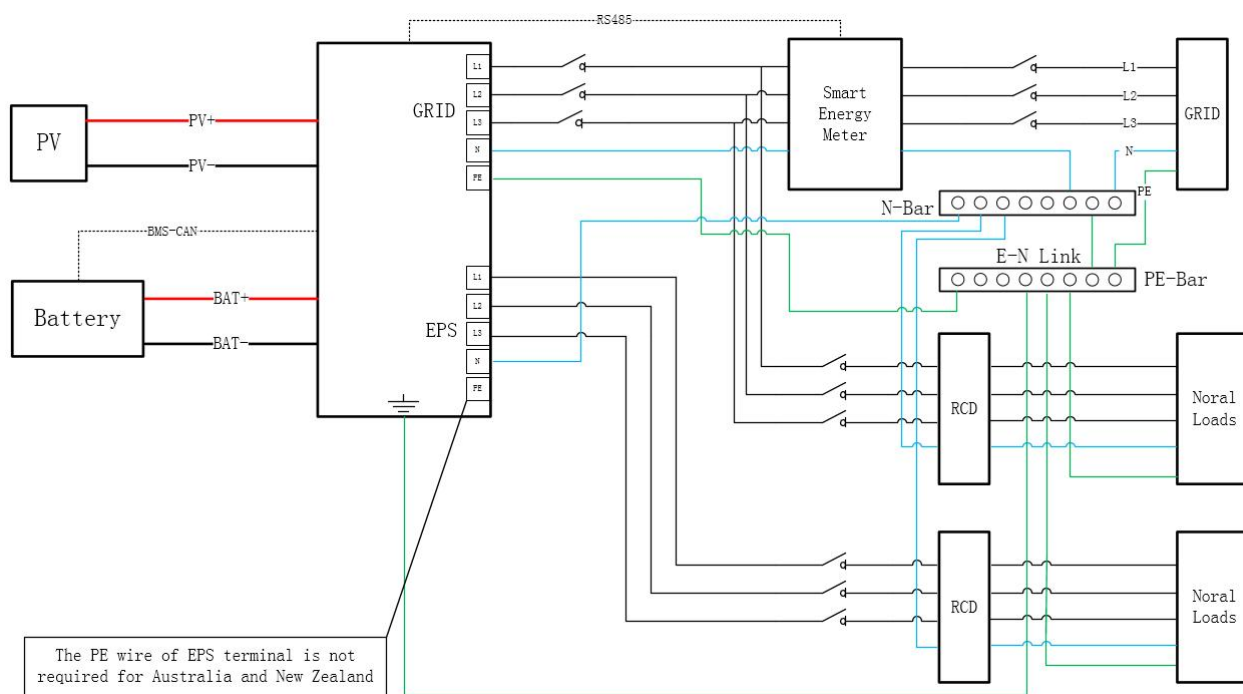 RS485
L1
GRID
L2
L3
N
PE
PV
PV+
PV-
Smart
Energy
Meter
L1
L2
L3
N
GRID
PE
N-Bar
BMS-CAN
E-N Link
PE-Bar
Battery
BAT+
BAT-
L1
L2
EPS
L3
N
PE
RCD
Noral
Loads
RCD
Noral
Loads
The PE wire of EPS terminal is not
required for Australia and New Zealand